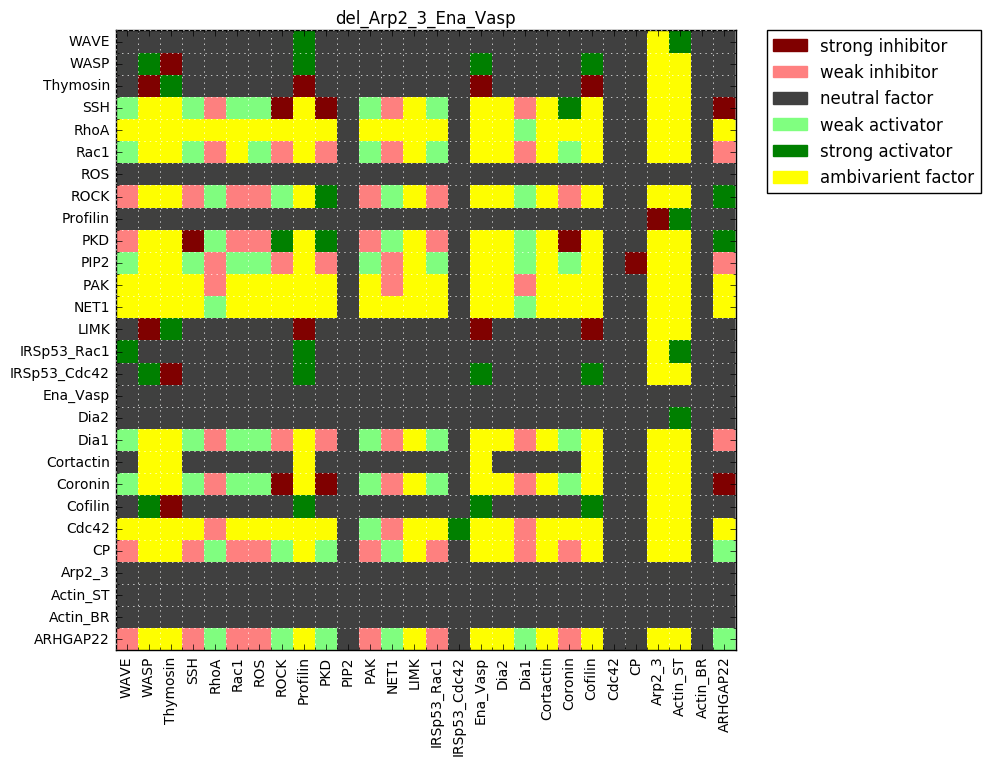 del_Arp2_3_Ena_Vasp
strong inhibitor
weak inhibitor
neutral factor
weak activator
strong activator
ambivarient factor
WAVE
WASP
Thymosin
SSH
RhoA
Rac1
ROS
ROCK
Profilin
PKD
PIP2
PAK
NET1
LIMK
IRSp53_Rac1
IRSp53_Cdc42
Ena_Vasp
Dia2
Dia1
Cortactin
Coronin
Cofilin
Cdc42
CP
Arp2_3
Actin_ST
Actin_BR
ARHGAP22
WAVE
WASP
Thymosin
SSH
RhoA
Rac1
ROS
ROCK
Profilin
PKD
PIP2
PAK
NET1
LIMK
IRSp53_Rac1
IRSp53_Cdc42
Ena_Vasp
Dia2
Dia1
Cortactin
Coronin
Cofilin
Cdc42
CP
Arp2_3
Actin_ST
Actin_BR
ARHGAP22